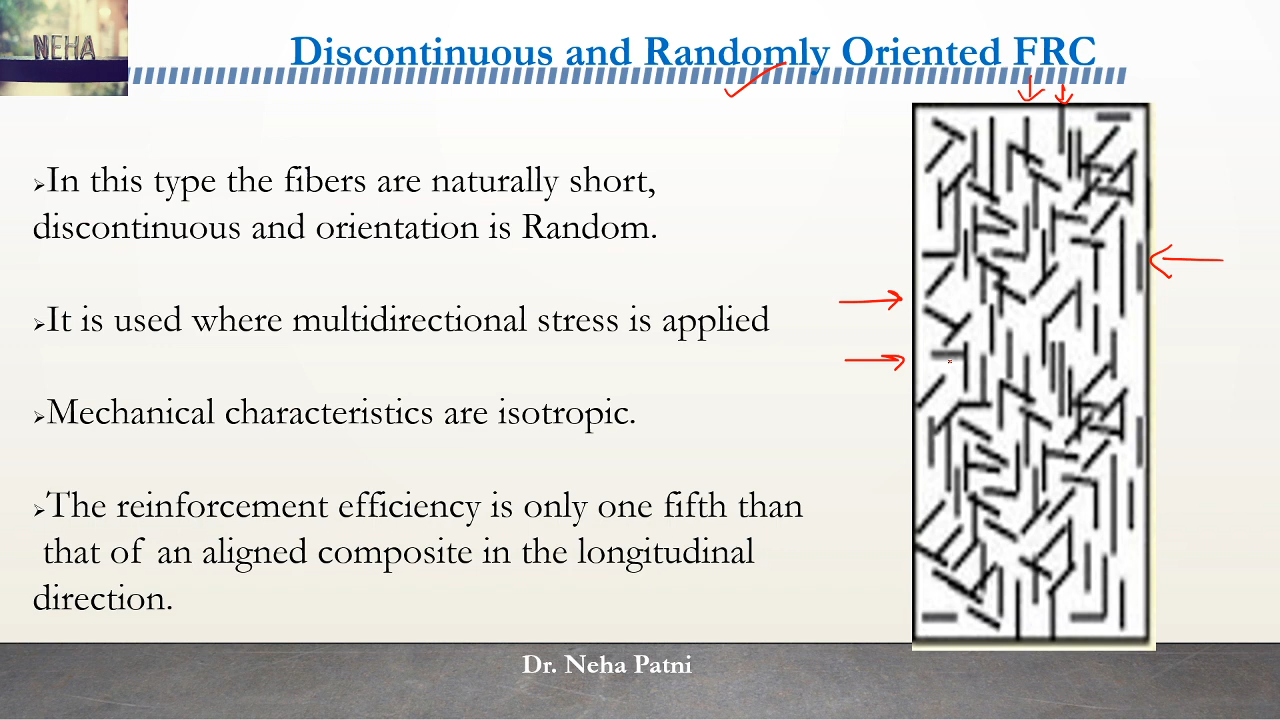 NEHA
Discontinuous and Randomly Oriented FRC
➢In this type the fibers are naturally short,
discontinuous and orientation is Random.
➢It is used where multidirectional stress is applied
➢Mechanical characteristics are isotropic.
➢The reinforcement efficiency is only one fifth than
that of an aligned composite in the longitudinal
direction.
Dr. Neha Patni